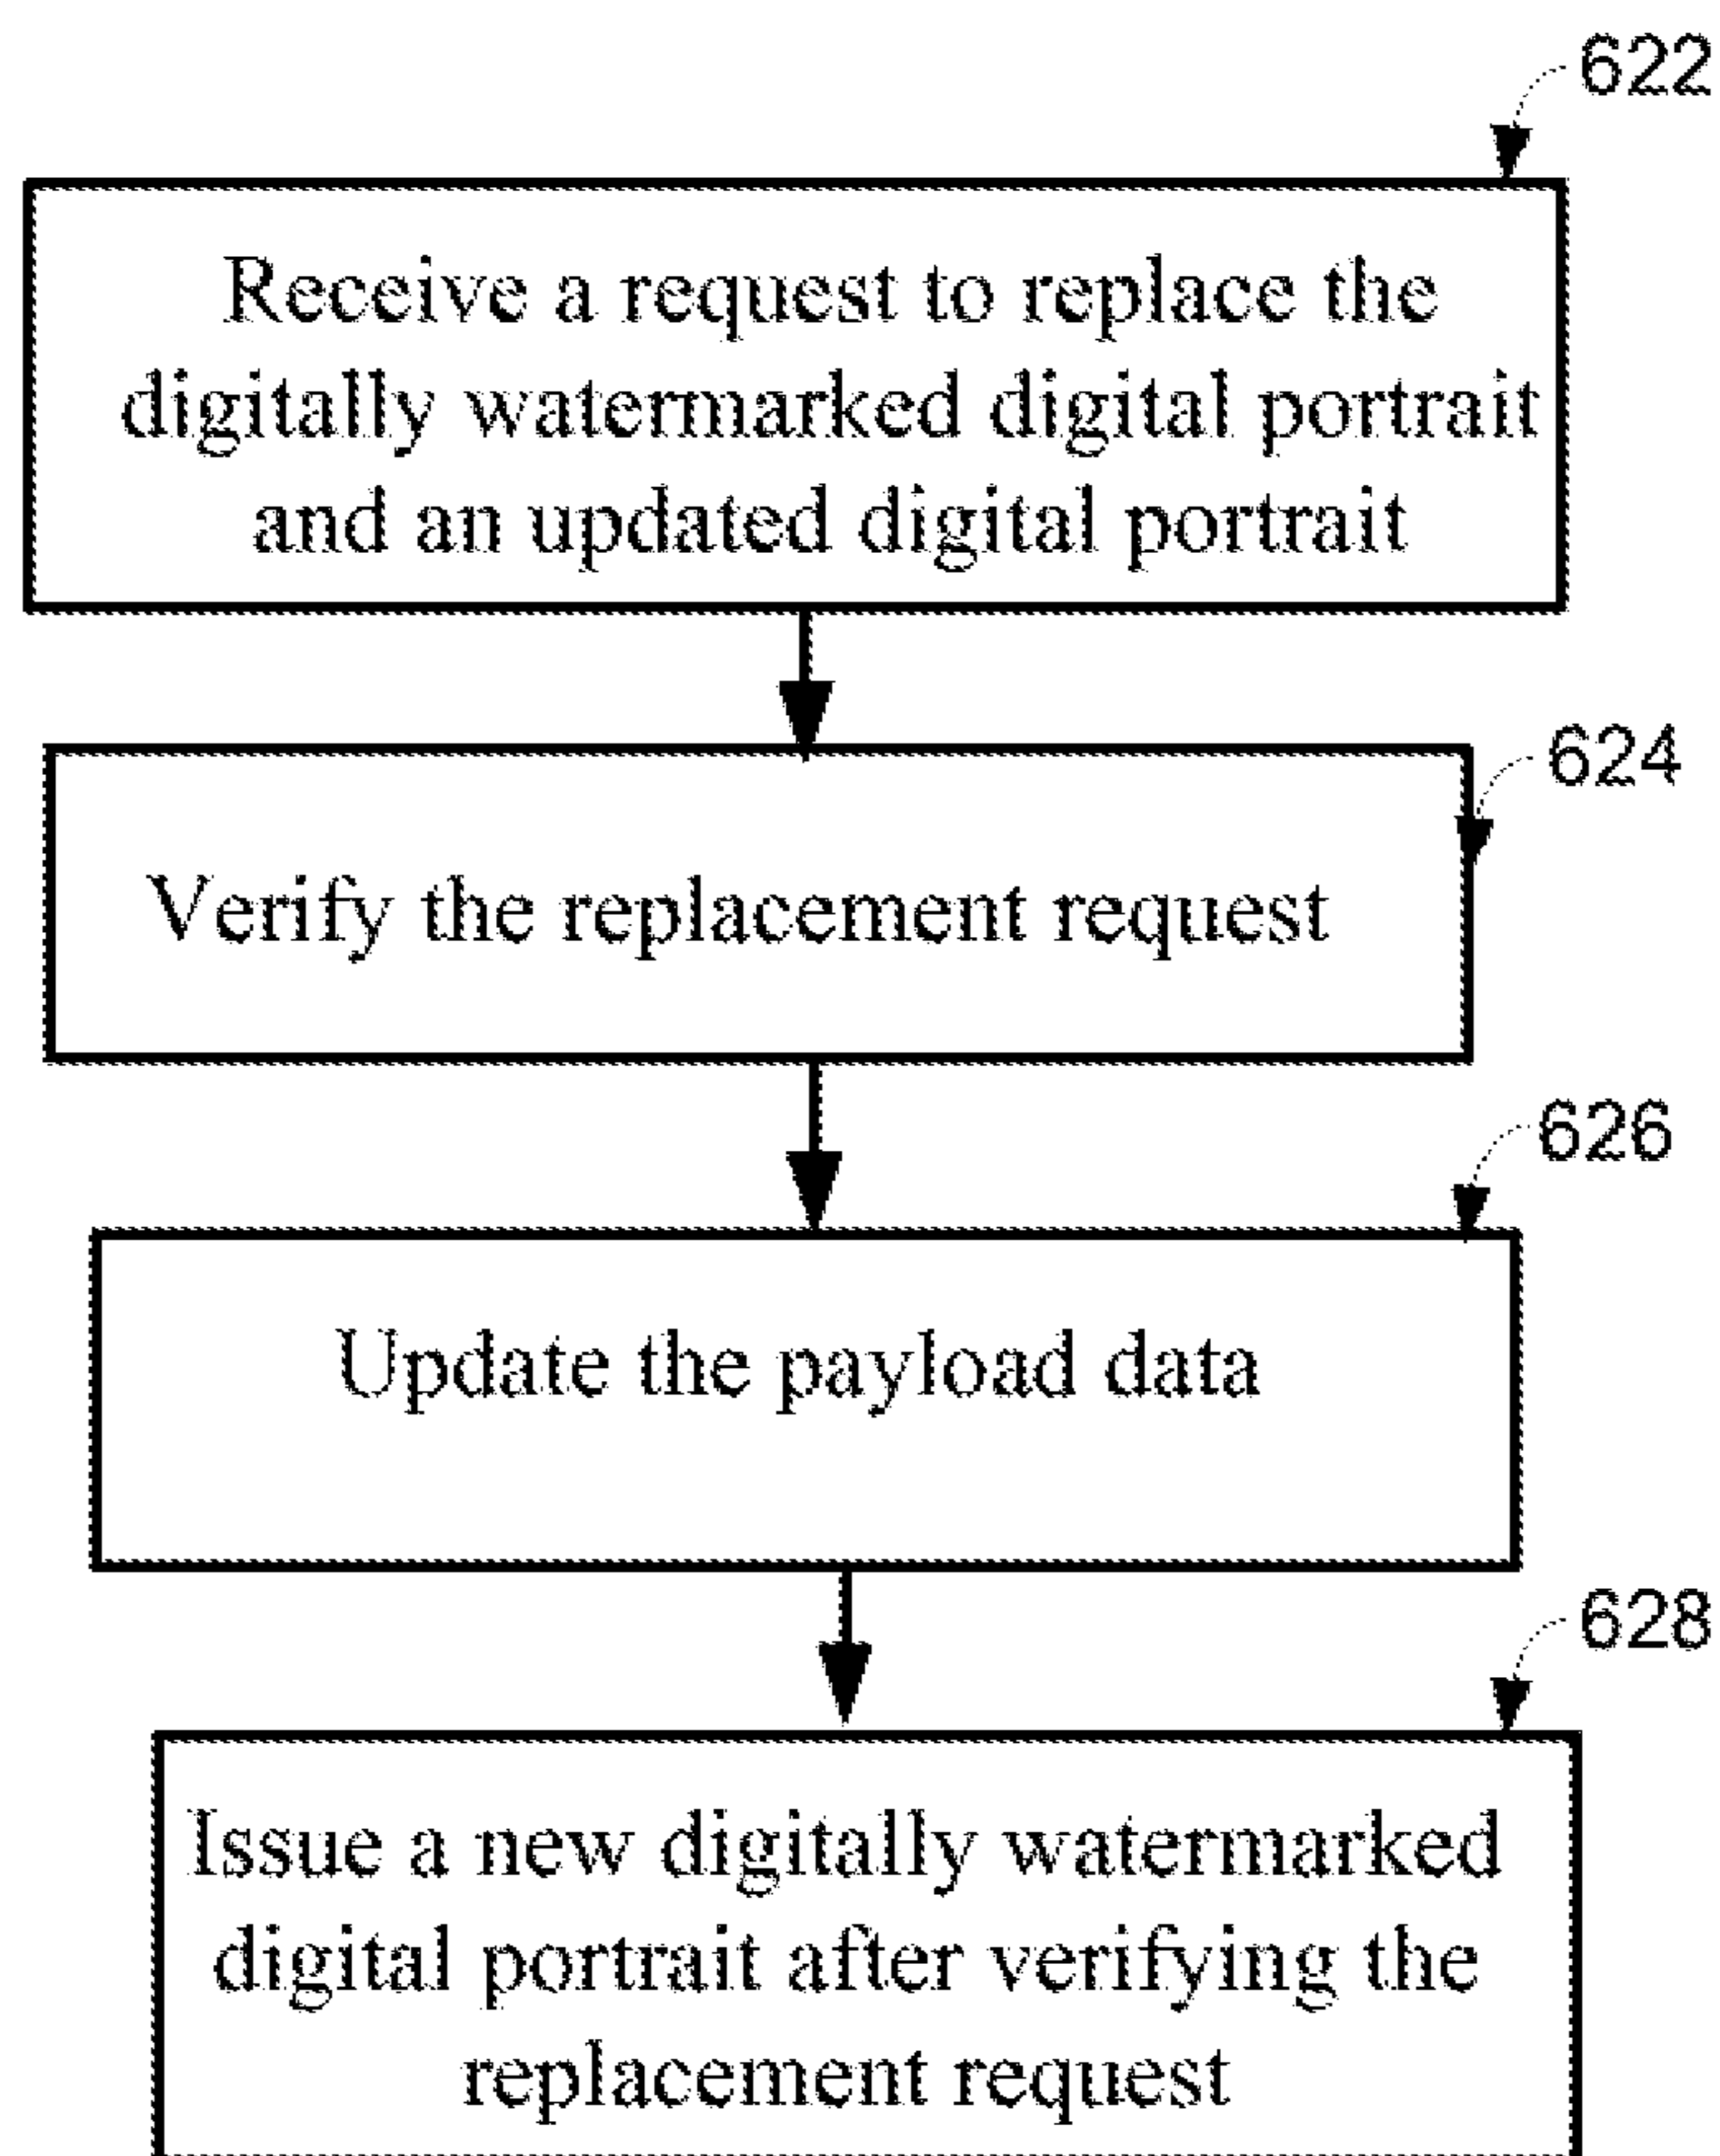 622
Receive a request to replace the
digitally watermarked digital portrait
and an updated digital portrait
624
Verify the replacement request
626
Update the payload data
628
Issue a new digitally watermarked
digital portrait after verifying the
replacement request